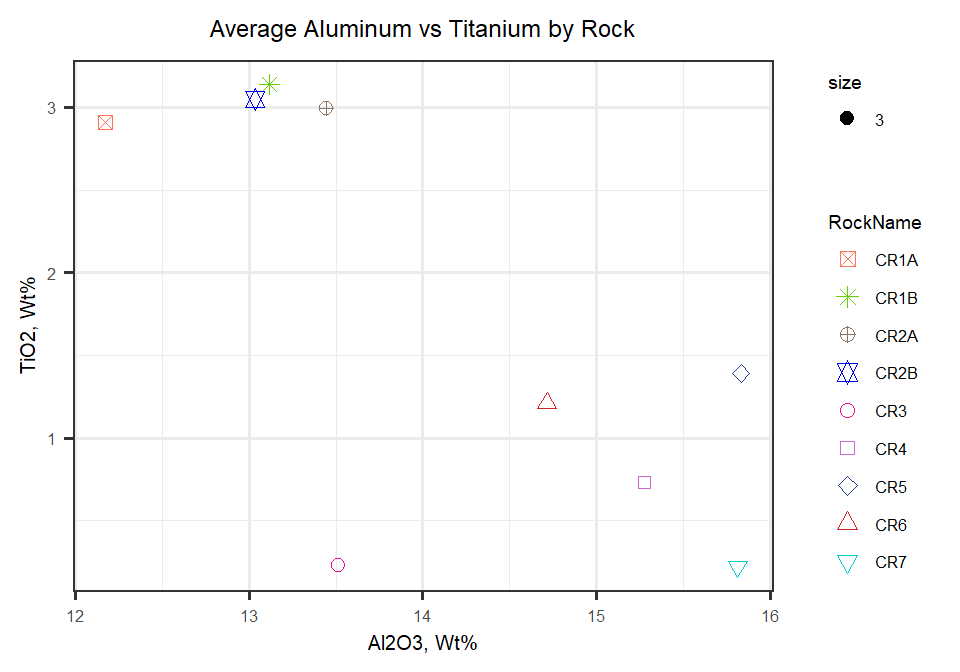 Average Aluminum vs Titanium by Rock
TiO2, Wt%
3
2
1
12 13 14 15 16
Al2O3, Wt%
size
3
RockName
CR1A
CR1B
CR2A
CR2B
CR3
CR4
CR5
CR6
CR7